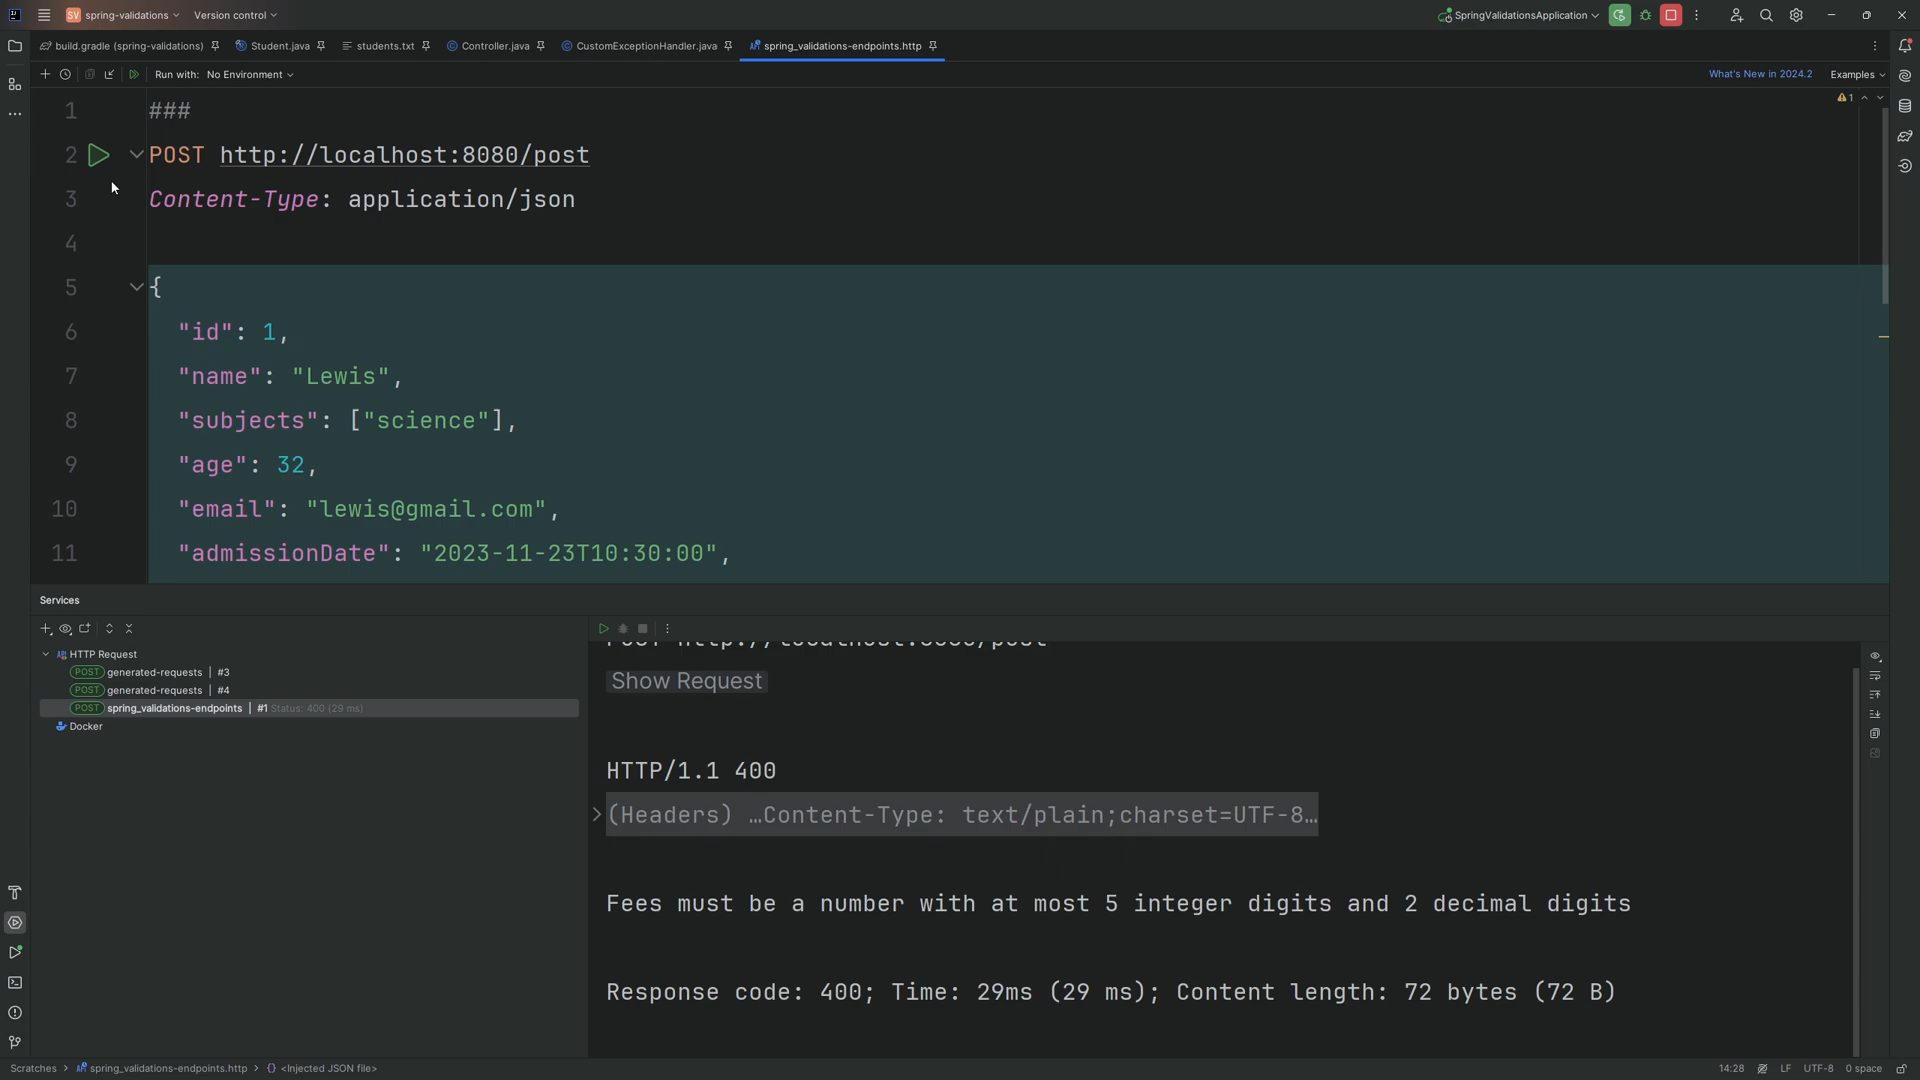 SV spring-validations Version control SpringValidationsApplication
build.gradle (spring-validations) Student.java students.txt Controller.java CustomExceptionHandler.java spring_validations-endpoints.http
Run with: No Environment What's New in 2024.2 Examples
1 ### 1
2 POST http://localhost:8080/post
3 Content-Type: application/json
4
5 {
6 "id": 1,
7 "name": "Lewis",
8 "subjects": ["science"],
9 "age": 32,
10 "email": "lewis@gmail.com",
11 "admissionDate": "2023-11-23T10:30:00",
Services
HTTP Request
POST generated-requests | #3
POST generated-requests | #4
POST spring_validations-endpoints | #1 Status: 400 (29 ms)
Docker
POST http://localhost:8080/post
Show Request
HTTP/1.1 400
(Headers) …Content-Type: text/plain;charset=UTF-8…
Fees must be a number with at most 5 integer digits and 2 decimal digits
Response code: 400; Time: 29ms (29 ms); Content length: 72 bytes (72 B)
Scratches > spring_validations-endpoints.http > {} <Injected JSON file> 14:28 LF UTF-8 0 space